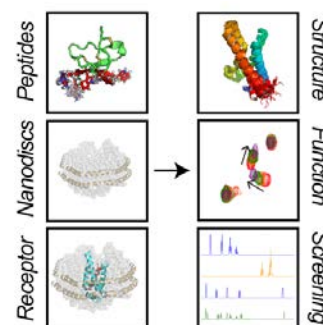 Peptides
Structure
Nanodiscs
Function
Receptor
Screening